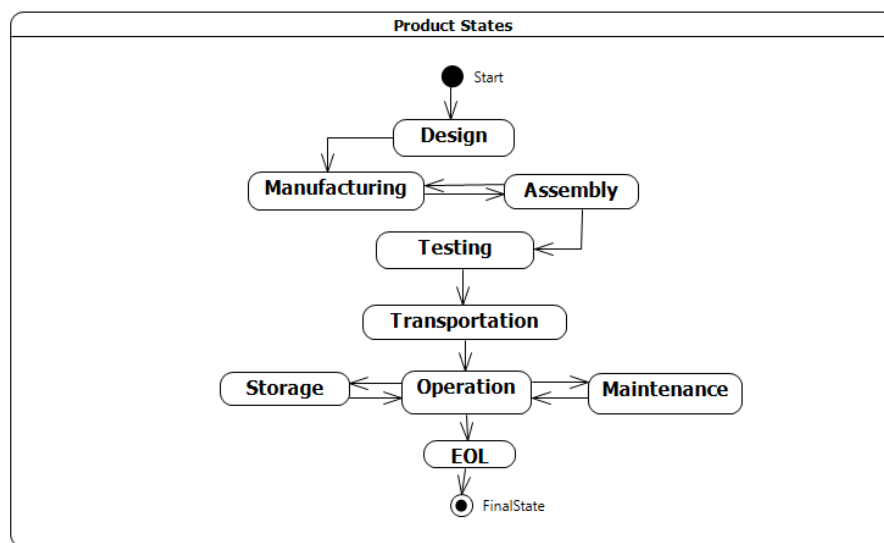 Product States
Start
Design
Manufacturing
Assembly
Testing
Transportation
Storage
Operation
Maintenance
EOL
FinalState